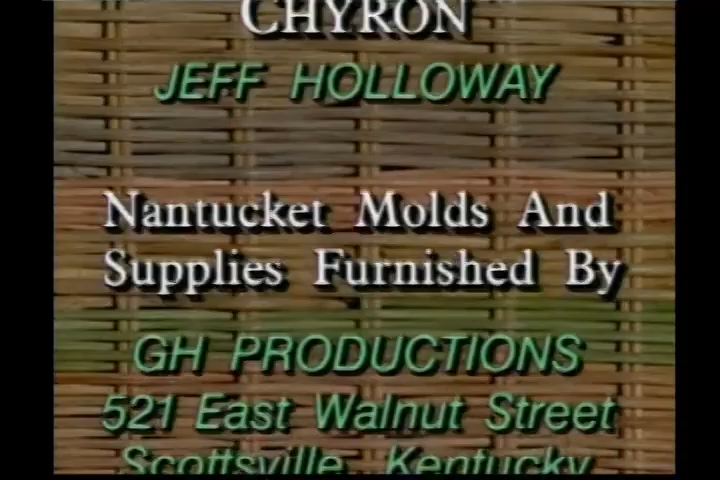 CHYRON
JEFF HOLLOWAY
Nantucket Molds And
Supplies Furnished By
GH PRODUCTIONS
521 East Walnut Street
Scottsville, Kentucky